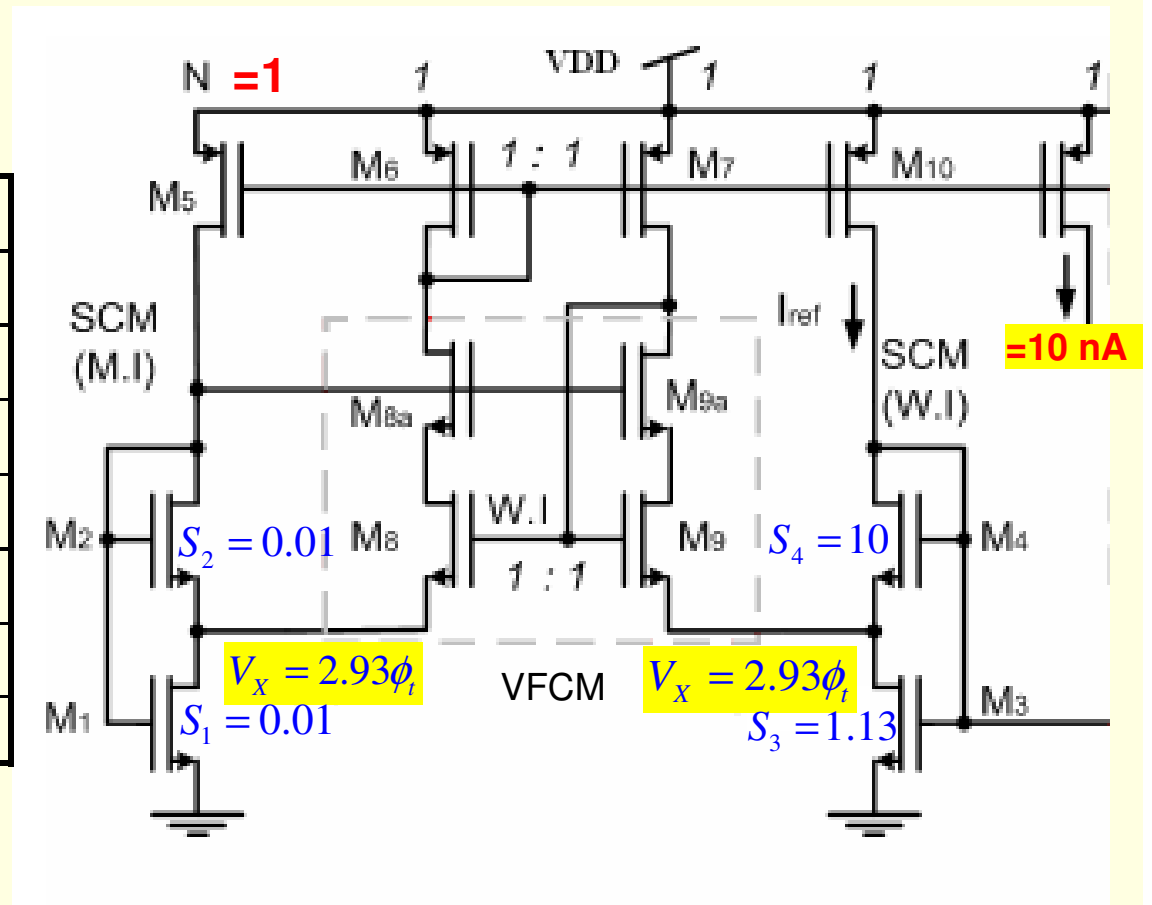 N =1
1
VDD
1
1
1
M5
M6
1 : 1
M7
M10
SCM
(M.I)
Iref
SCM
(W.I)
=10 nA
M8a
M9a
M2
S2 = 0.01
M8
W.I
1 : 1
M9
S4 = 10
M4
VX = 2.93ϕt
VFCM
VX = 2.93ϕt
M1
S1 = 0.01
S3 = 1.13
M3